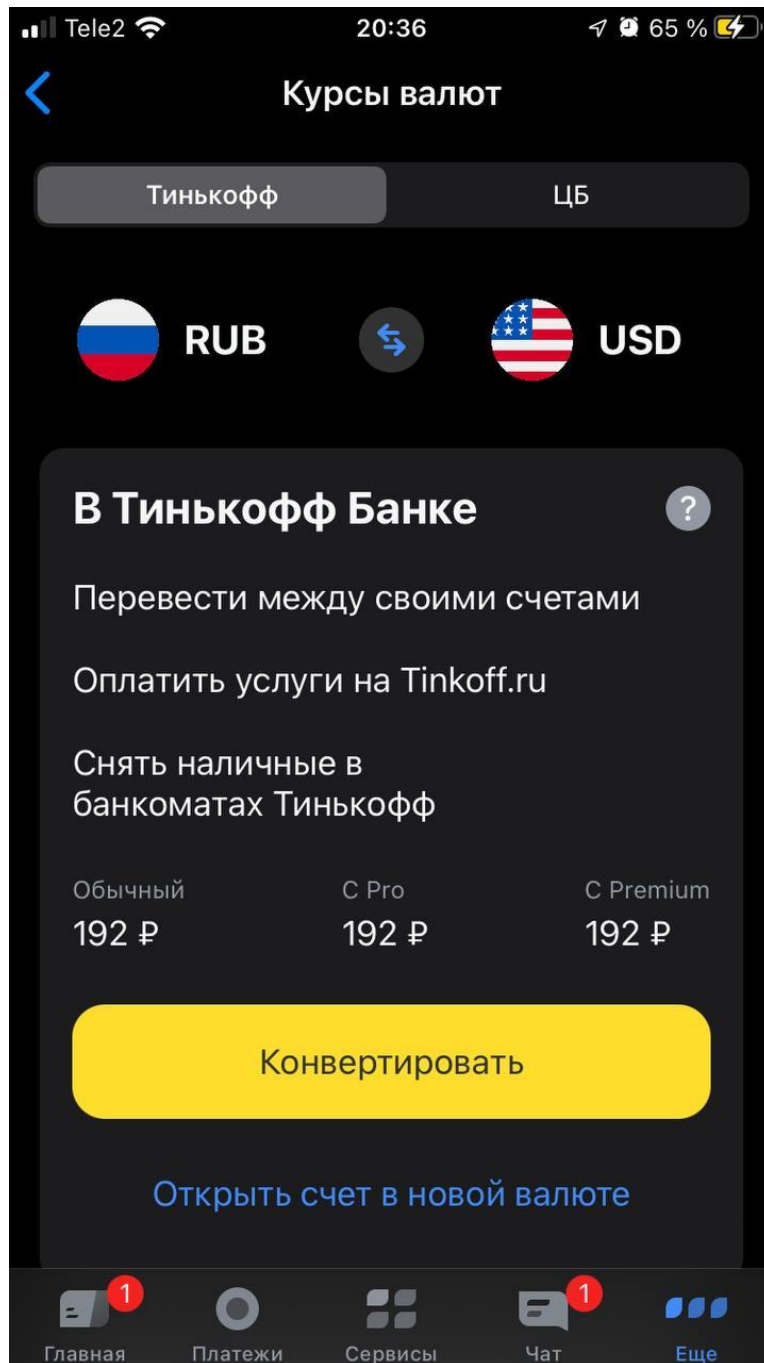 Tele2 20:36 65 %
Курсы валют
Тинькофф ЦБ
RUB USD
В Тинькофф Банке ?
Перевести между своими счетами
Оплатить услуги на Tinkoff.ru
Снять наличные в
банкоматах Тинькофф
Обычный С Pro С Premium
192 ₽ 192 ₽ 192 ₽
Конвертировать
Открыть счет в новой валюте
1 1
Главная Платежи Сервисы Чат Еще